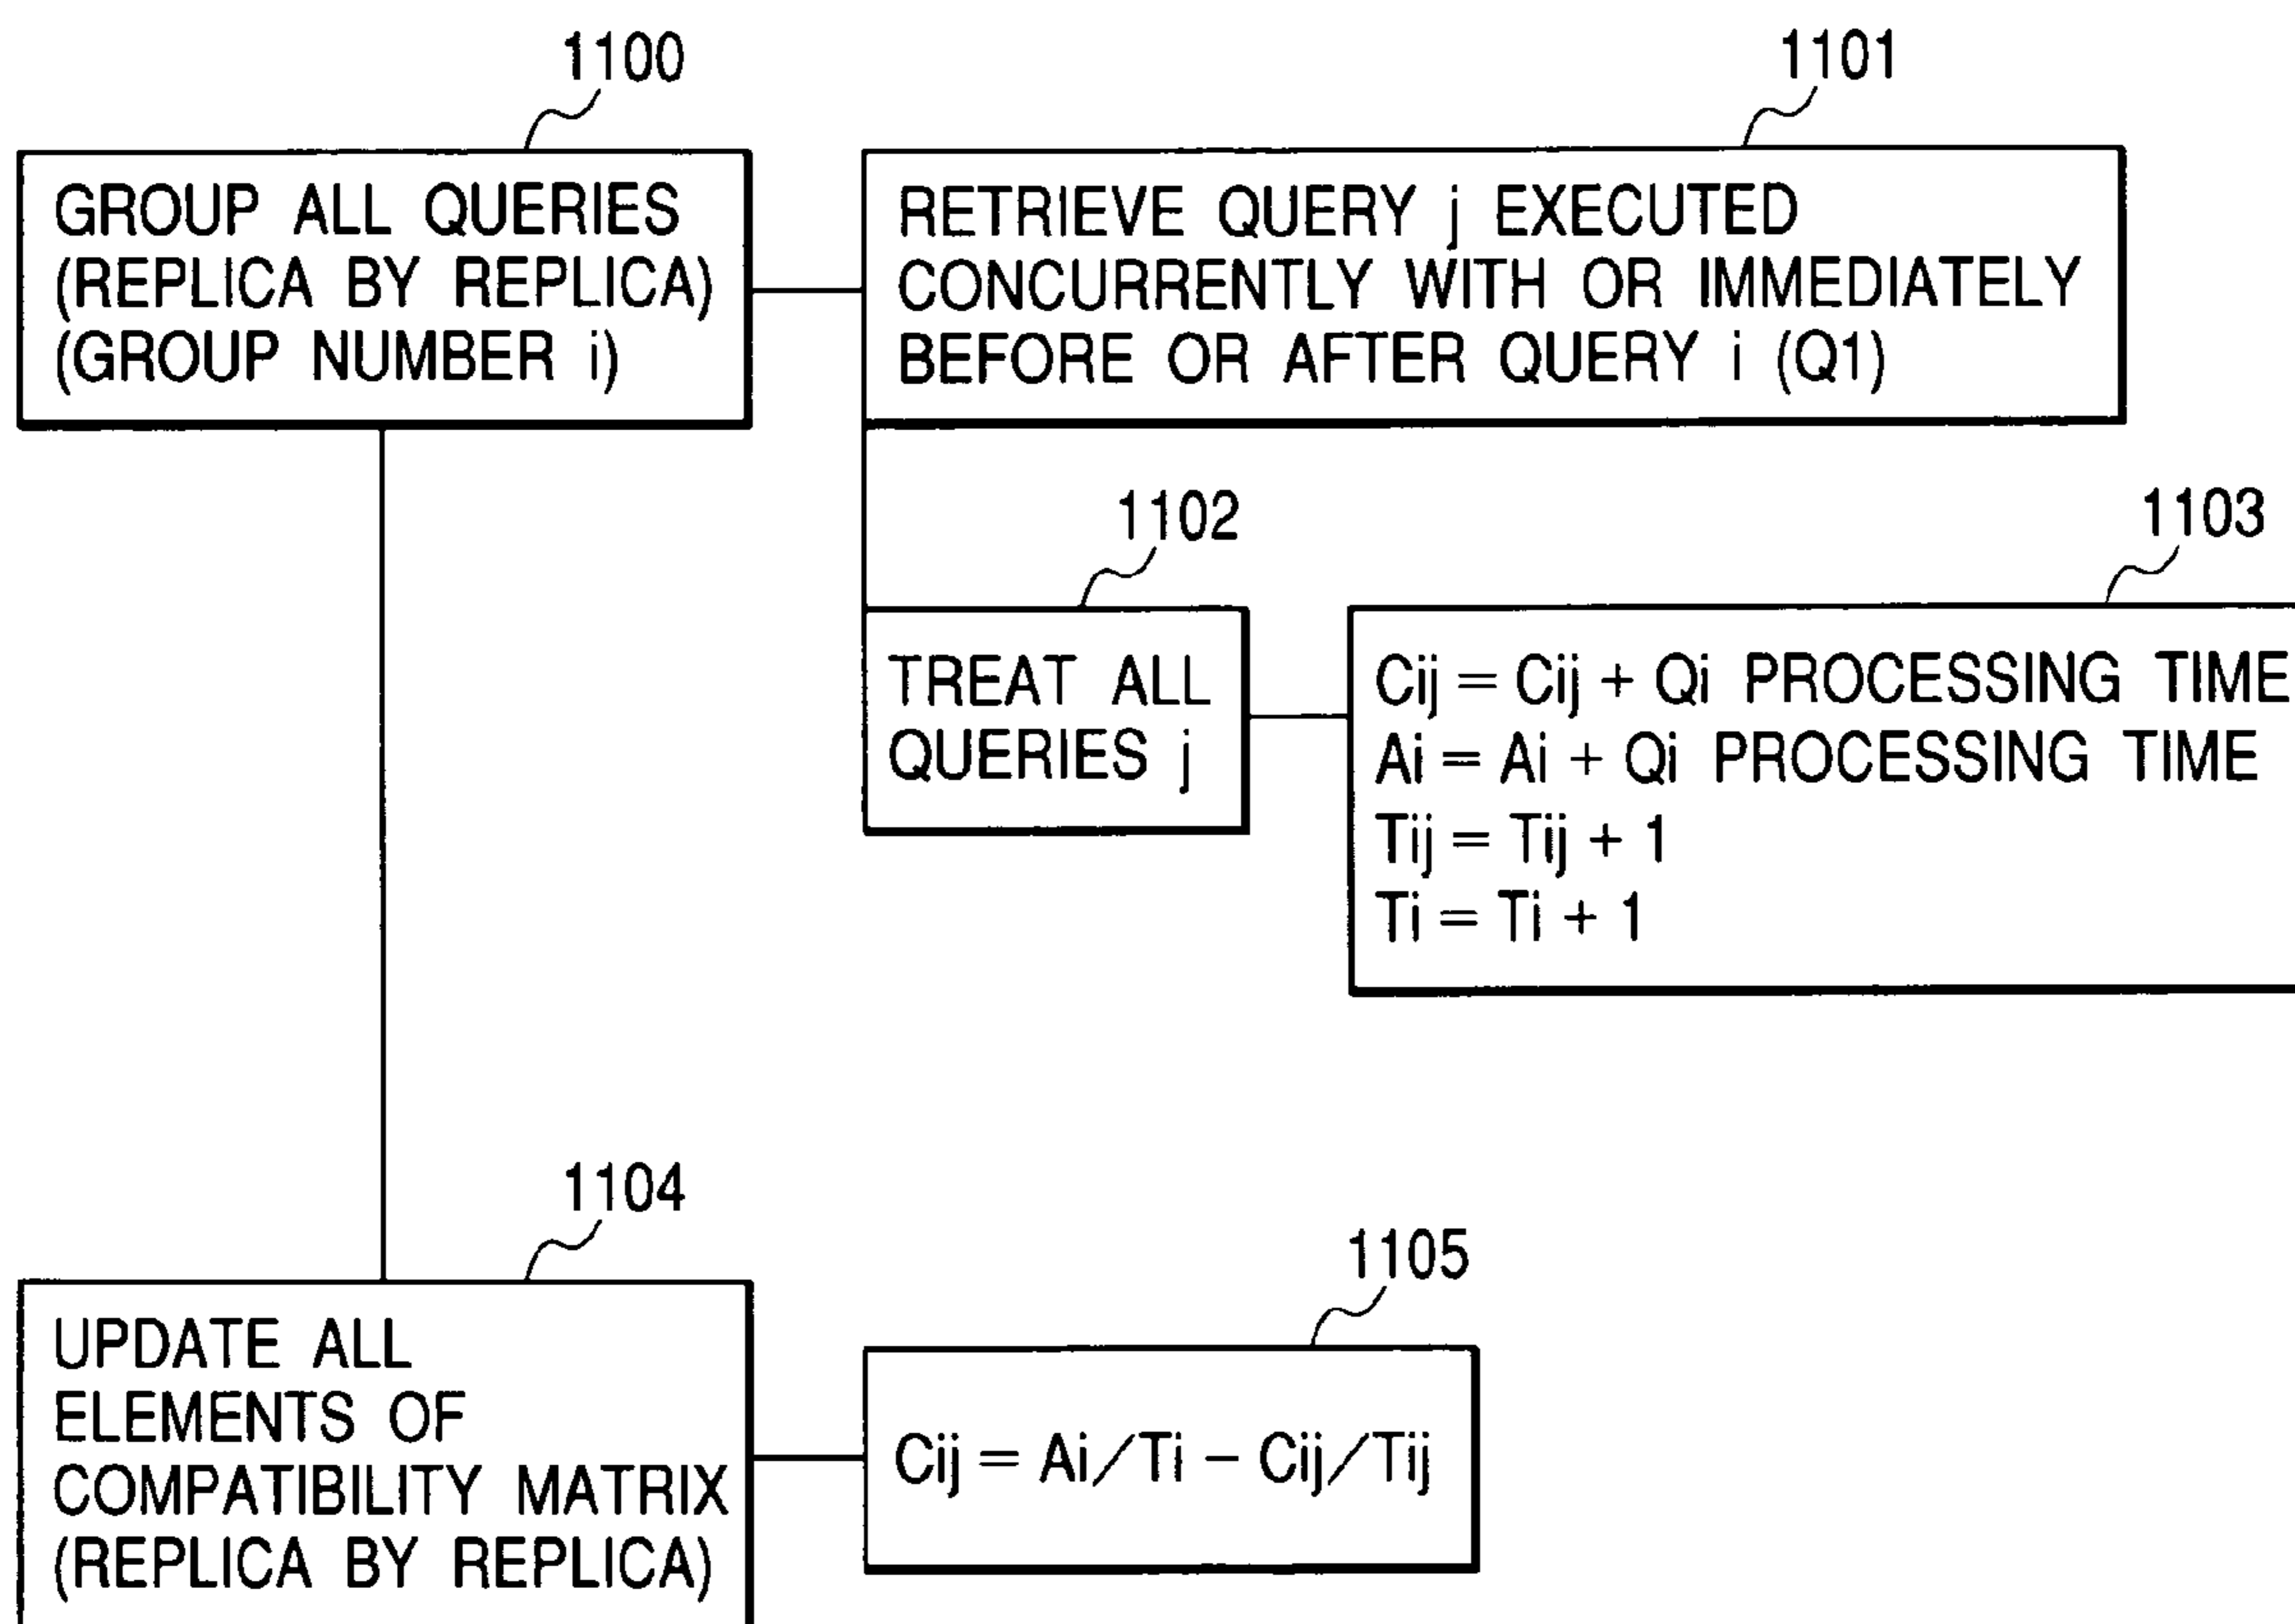 1100
GROUP ALL QUERIES
(REPLICA BY REPLICA)
(GROUP NUMBER i)
1101
RETRIEVE QUERY j EXECUTED
CONCURRENTLY WITH OR IMMEDIATELY
BEFORE OR AFTER QUERY i (Q1)
1102
TREAT ALL
QUERIES j
1103
Cij = Cij + Qi PROCESSING TIME
Ai = Ai + Qi PROCESSING TIME
Tij = Tij + 1
Ti = Ti + 1
1104
UPDATE ALL
ELEMENTS OF
COMPATIBILITY MATRIX
(REPLICA BY REPLICA)
1105
Cij = Ai/Ti − Cij/Tij